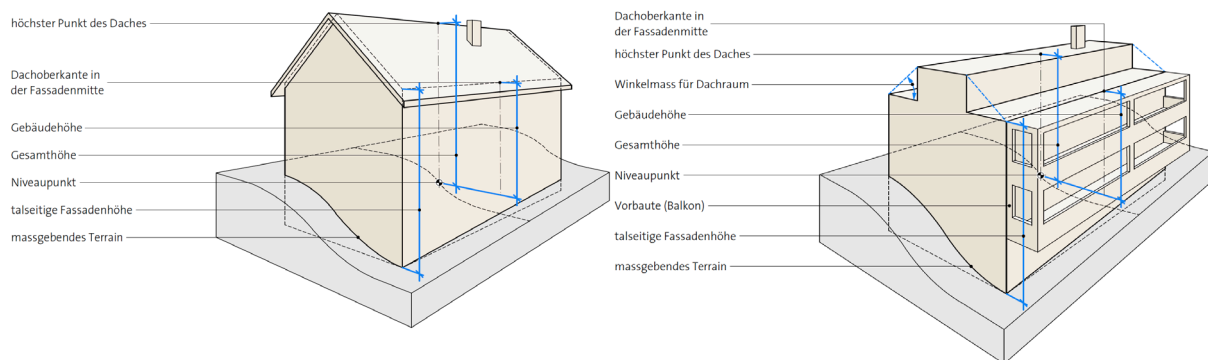 höchster Punkt des Daches
Dachoberkante in
der Fassadenmitte
Gebäudehöhe
Gesamthöhe
Niveaupunkt
talseitige Fassadenhöhe
massgebendes Terrain
Dachoberkante in
der Fassadenmitte
höchster Punkt des Daches
Winkelmass für Dachraum
Gebäudehöhe
Gesamthöhe
Niveaupunkt
Vorbaute (Balkon)
talseitige Fassadenhöhe
massgebendes Terrain